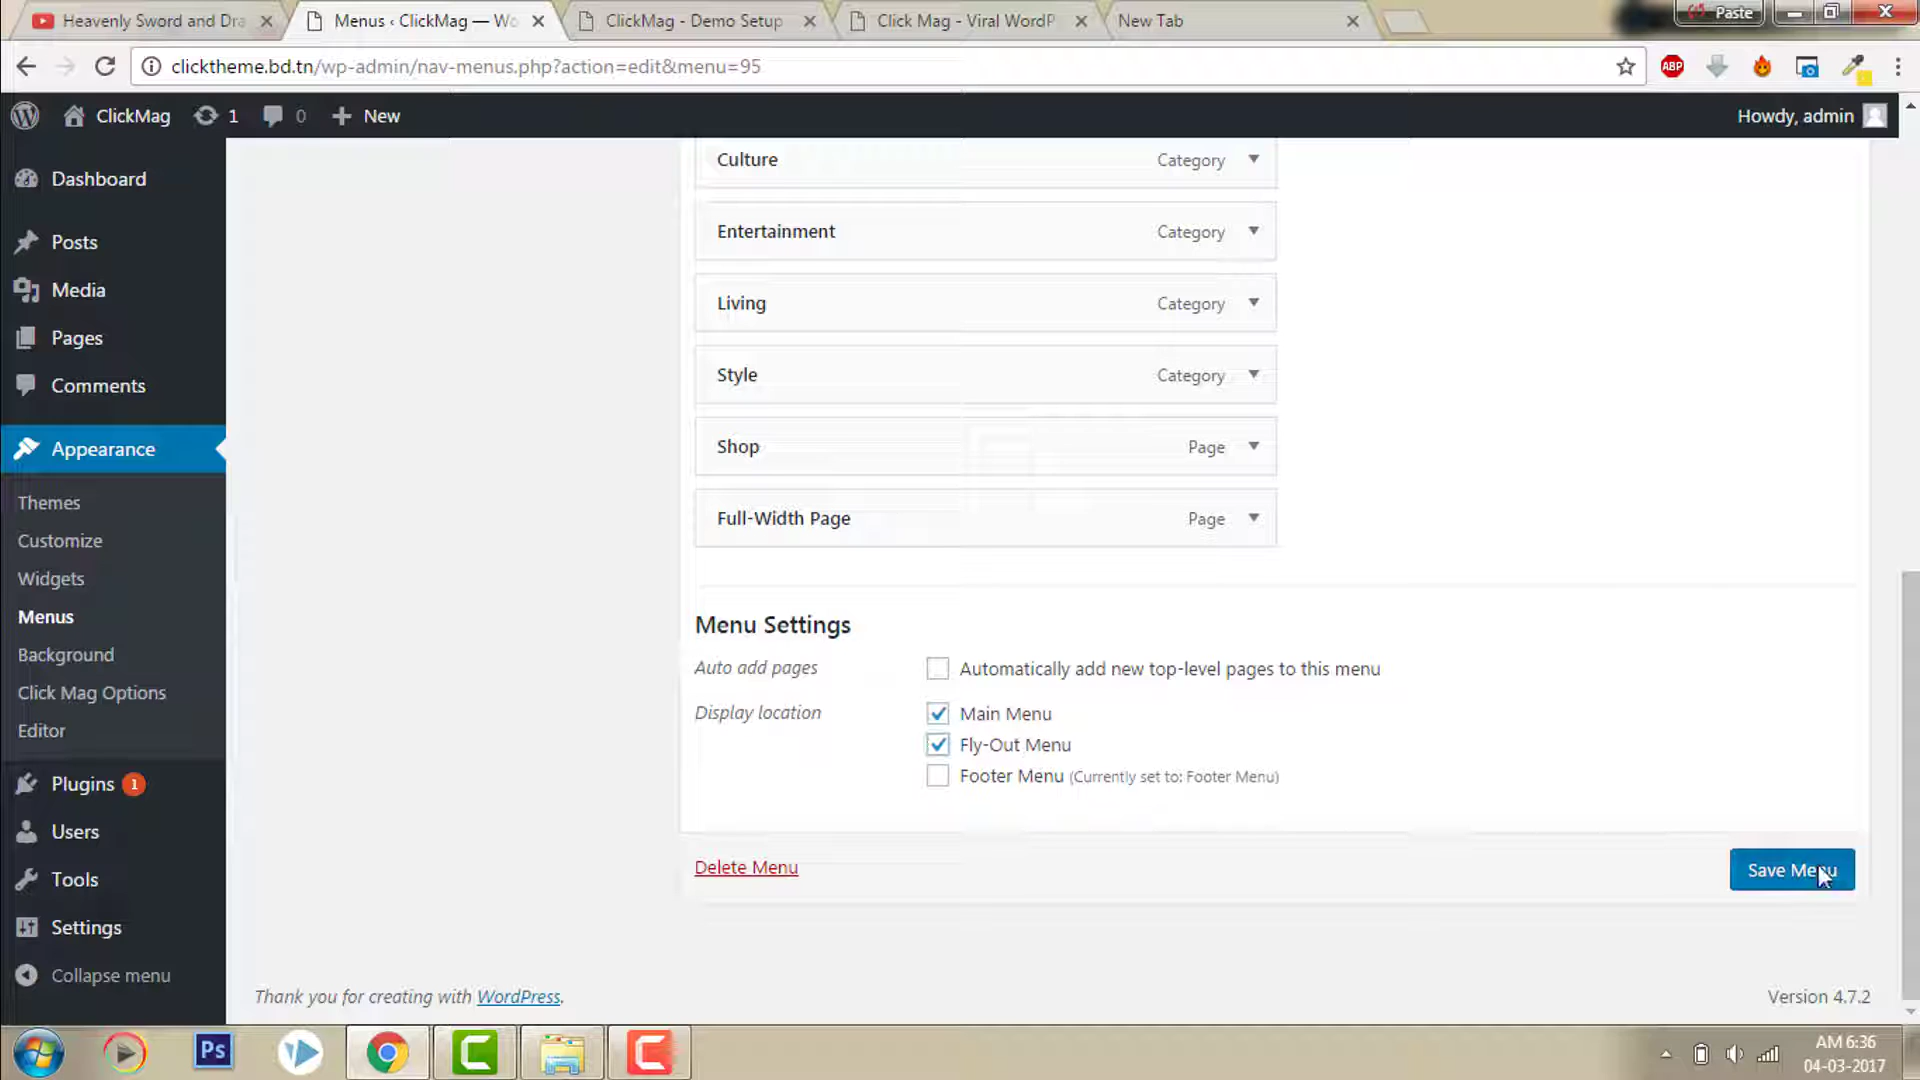 Heavenly Sword and Dra
Menus ‹ ClickMag — Wo
ClickMag - Demo Setup
Click Mag - Viral WordP
New Tab
Paste
clicktheme.bd.tn/wp-admin/nav-menus.php?action=edit&menu=95
ABP
ClickMag
1
0
New
Howdy, admin
Dashboard
Posts
Media
Pages
Comments
Appearance
Themes
Customize
Widgets
Menus
Background
Click Mag Options
Editor
Plugins 1
Users
Tools
Settings
Collapse menu
Culture Category
Entertainment Category
Living Category
Style Category
Shop Page
Full-Width Page Page
Menu Settings
Auto add pages Automatically add new top-level pages to this menu
Display location Main Menu
Fly-Out Menu
Footer Menu (Currently set to: Footer Menu)
Delete Menu
Save Menu
Thank you for creating with WordPress.
Version 4.7.2
Ps
AM 6:36
04-03-2017